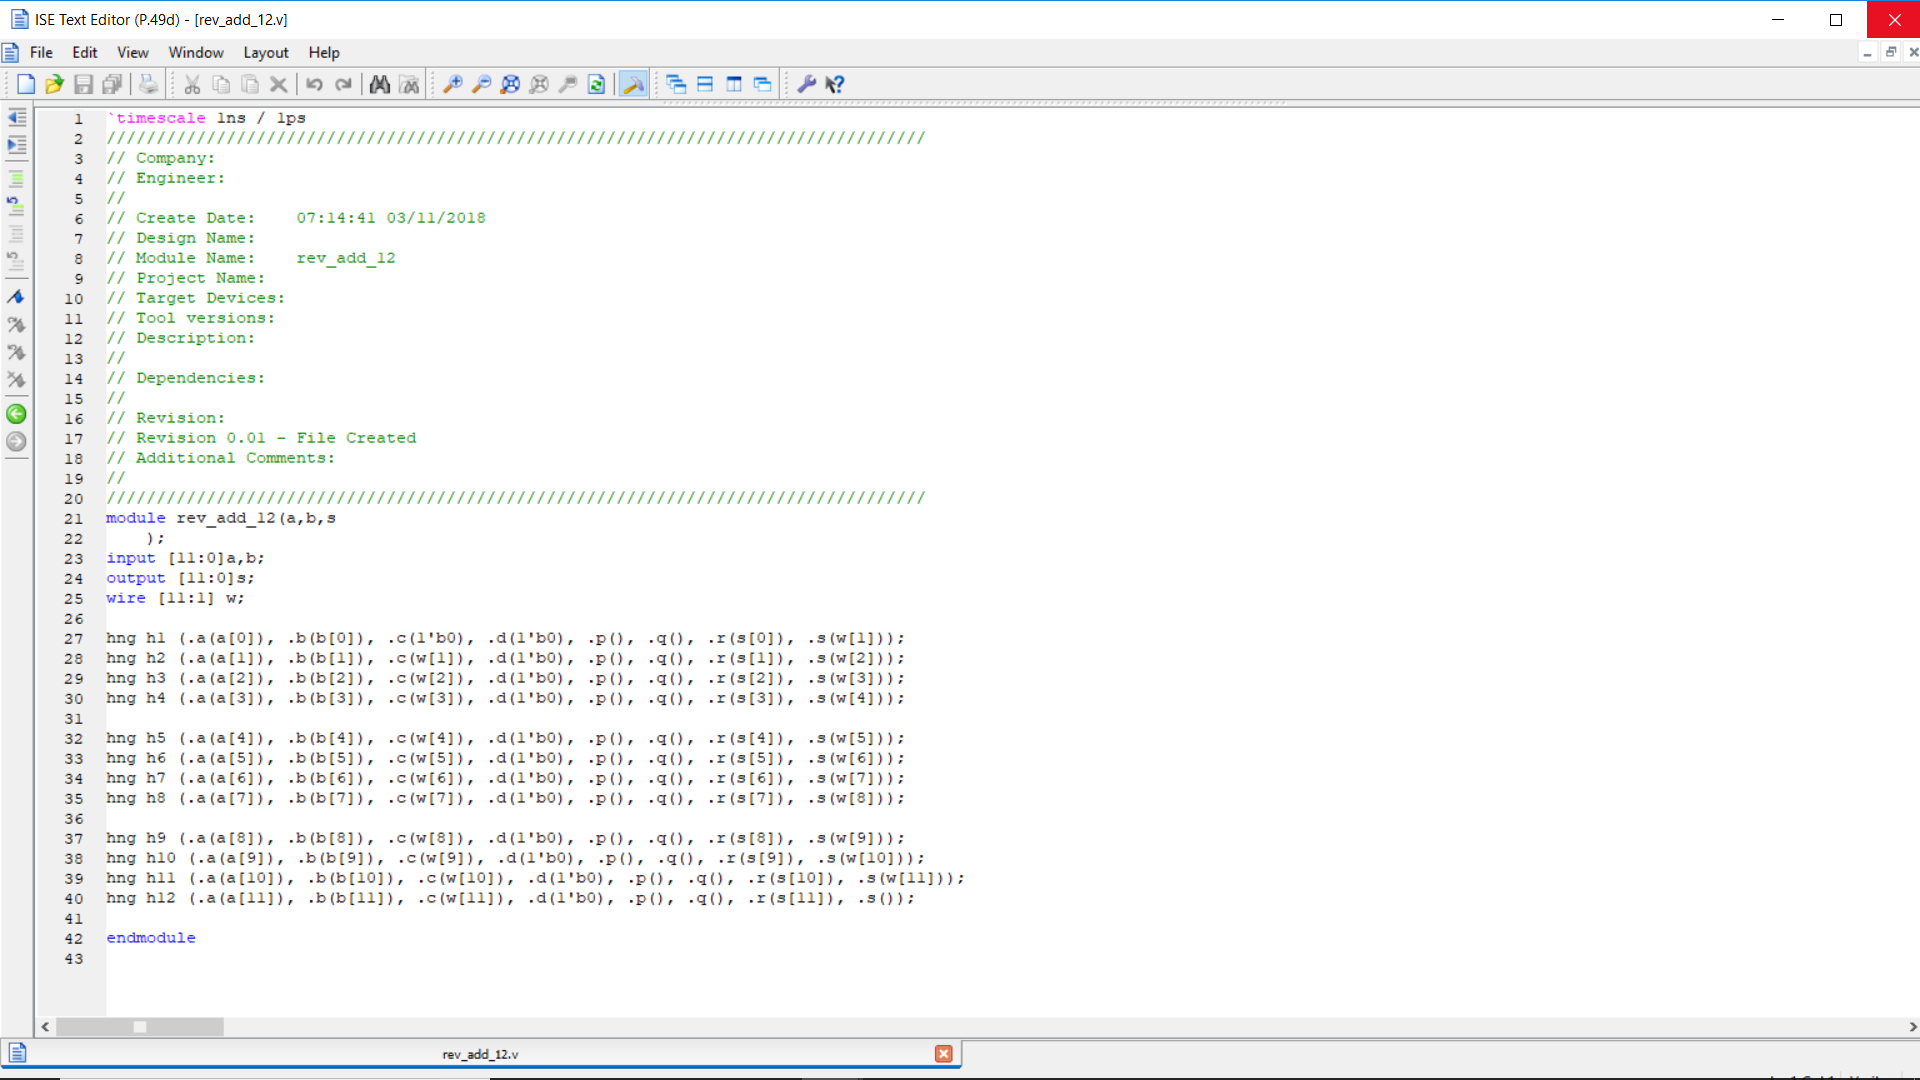 ISE Text Editor (P.49d) - [rev_add_12.v]
File Edit View Window Layout Help
1 `timescale 1ns / 1ps
2 //////////////////////////////////////////////////////////////////////////////////
3 // Company:
4 // Engineer:
5 //
6 // Create Date:    07:14:41 03/11/2018
7 // Design Name:
8 // Module Name:    rev_add_12
9 // Project Name:
10 // Target Devices:
11 // Tool versions:
12 // Description:
13 //
14 // Dependencies:
15 //
16 // Revision:
17 // Revision 0.01 - File Created
18 // Additional Comments:
19 //
20 //////////////////////////////////////////////////////////////////////////////////
21 module rev_add_12(a,b,s
22     );
23 input [11:0]a,b;
24 output [11:0]s;
25 wire [11:1] w;
26
27 hng h1 (.a(a[0]), .b(b[0]), .c(1'b0), .d(1'b0), .p(), .q(), .r(s[0]), .s(w[1]));
28 hng h2 (.a(a[1]), .b(b[1]), .c(w[1]), .d(1'b0), .p(), .q(), .r(s[1]), .s(w[2]));
29 hng h3 (.a(a[2]), .b(b[2]), .c(w[2]), .d(1'b0), .p(), .q(), .r(s[2]), .s(w[3]));
30 hng h4 (.a(a[3]), .b(b[3]), .c(w[3]), .d(1'b0), .p(), .q(), .r(s[3]), .s(w[4]));
31
32 hng h5 (.a(a[4]), .b(b[4]), .c(w[4]), .d(1'b0), .p(), .q(), .r(s[4]), .s(w[5]));
33 hng h6 (.a(a[5]), .b(b[5]), .c(w[5]), .d(1'b0), .p(), .q(), .r(s[5]), .s(w[6]));
34 hng h7 (.a(a[6]), .b(b[6]), .c(w[6]), .d(1'b0), .p(), .q(), .r(s[6]), .s(w[7]));
35 hng h8 (.a(a[7]), .b(b[7]), .c(w[7]), .d(1'b0), .p(), .q(), .r(s[7]), .s(w[8]));
36
37 hng h9 (.a(a[8]), .b(b[8]), .c(w[8]), .d(1'b0), .p(), .q(), .r(s[8]), .s(w[9]));
38 hng h10 (.a(a[9]), .b(b[9]), .c(w[9]), .d(1'b0), .p(), .q(), .r(s[9]), .s(w[10]));
39 hng h11 (.a(a[10]), .b(b[10]), .c(w[10]), .d(1'b0), .p(), .q(), .r(s[10]), .s(w[11]));
40 hng h12 (.a(a[11]), .b(b[11]), .c(w[11]), .d(1'b0), .p(), .q(), .r(s[11]), .s());
41
42 endmodule
43
rev_add_12.v